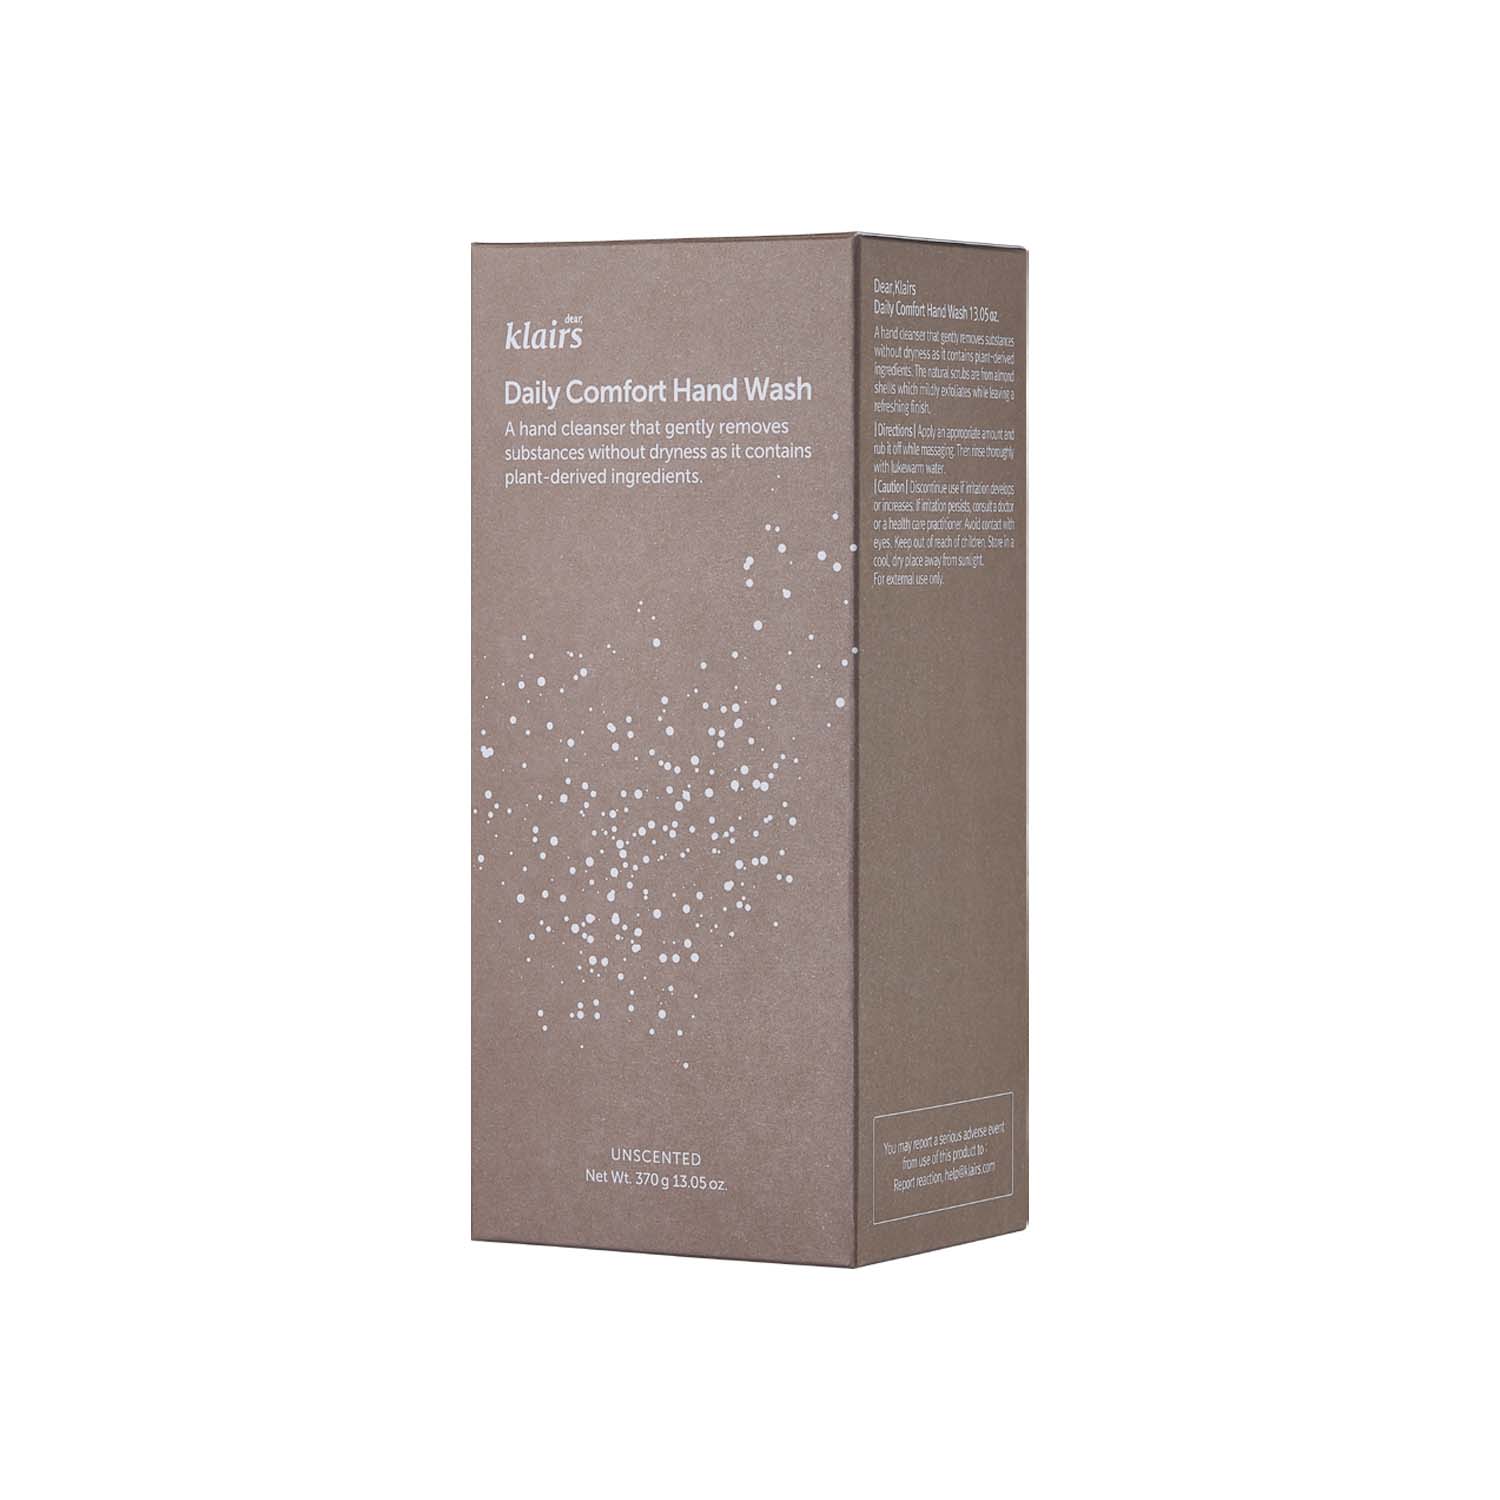 dear,
klairs
Daily Comfort Hand Wash
A hand cleanser that gently removes
substances without dryness as it contains
plant-derived ingredients.
UNSCENTED
Net Wt. 370g 13.05oz.
Dear,Klairs
Daily Comfort Hand Wash 13.05oz.
A hand cleanser that gently removes substances
without dryness as it contains plant-derived
ingredients. The natural scrubs are from almond
shells which mildly exfoliates while leaving a
refreshing finish.
|Directions| Apply an appropriate amount and
rub it off while massaging. Then rinse thoroughly
with lukewarm water.
|Caution| Discontinue use if irritation develops
or increases. If irritation persists, consult a doctor
or a health care practitioner. Avoid contact with
eyes. Keep out of reach of children. Store in a
cool, dry place away from sunlight.
For external use only.
You may report a serious adverse event
from use of this product to :
Report reaction, help@klairs.com